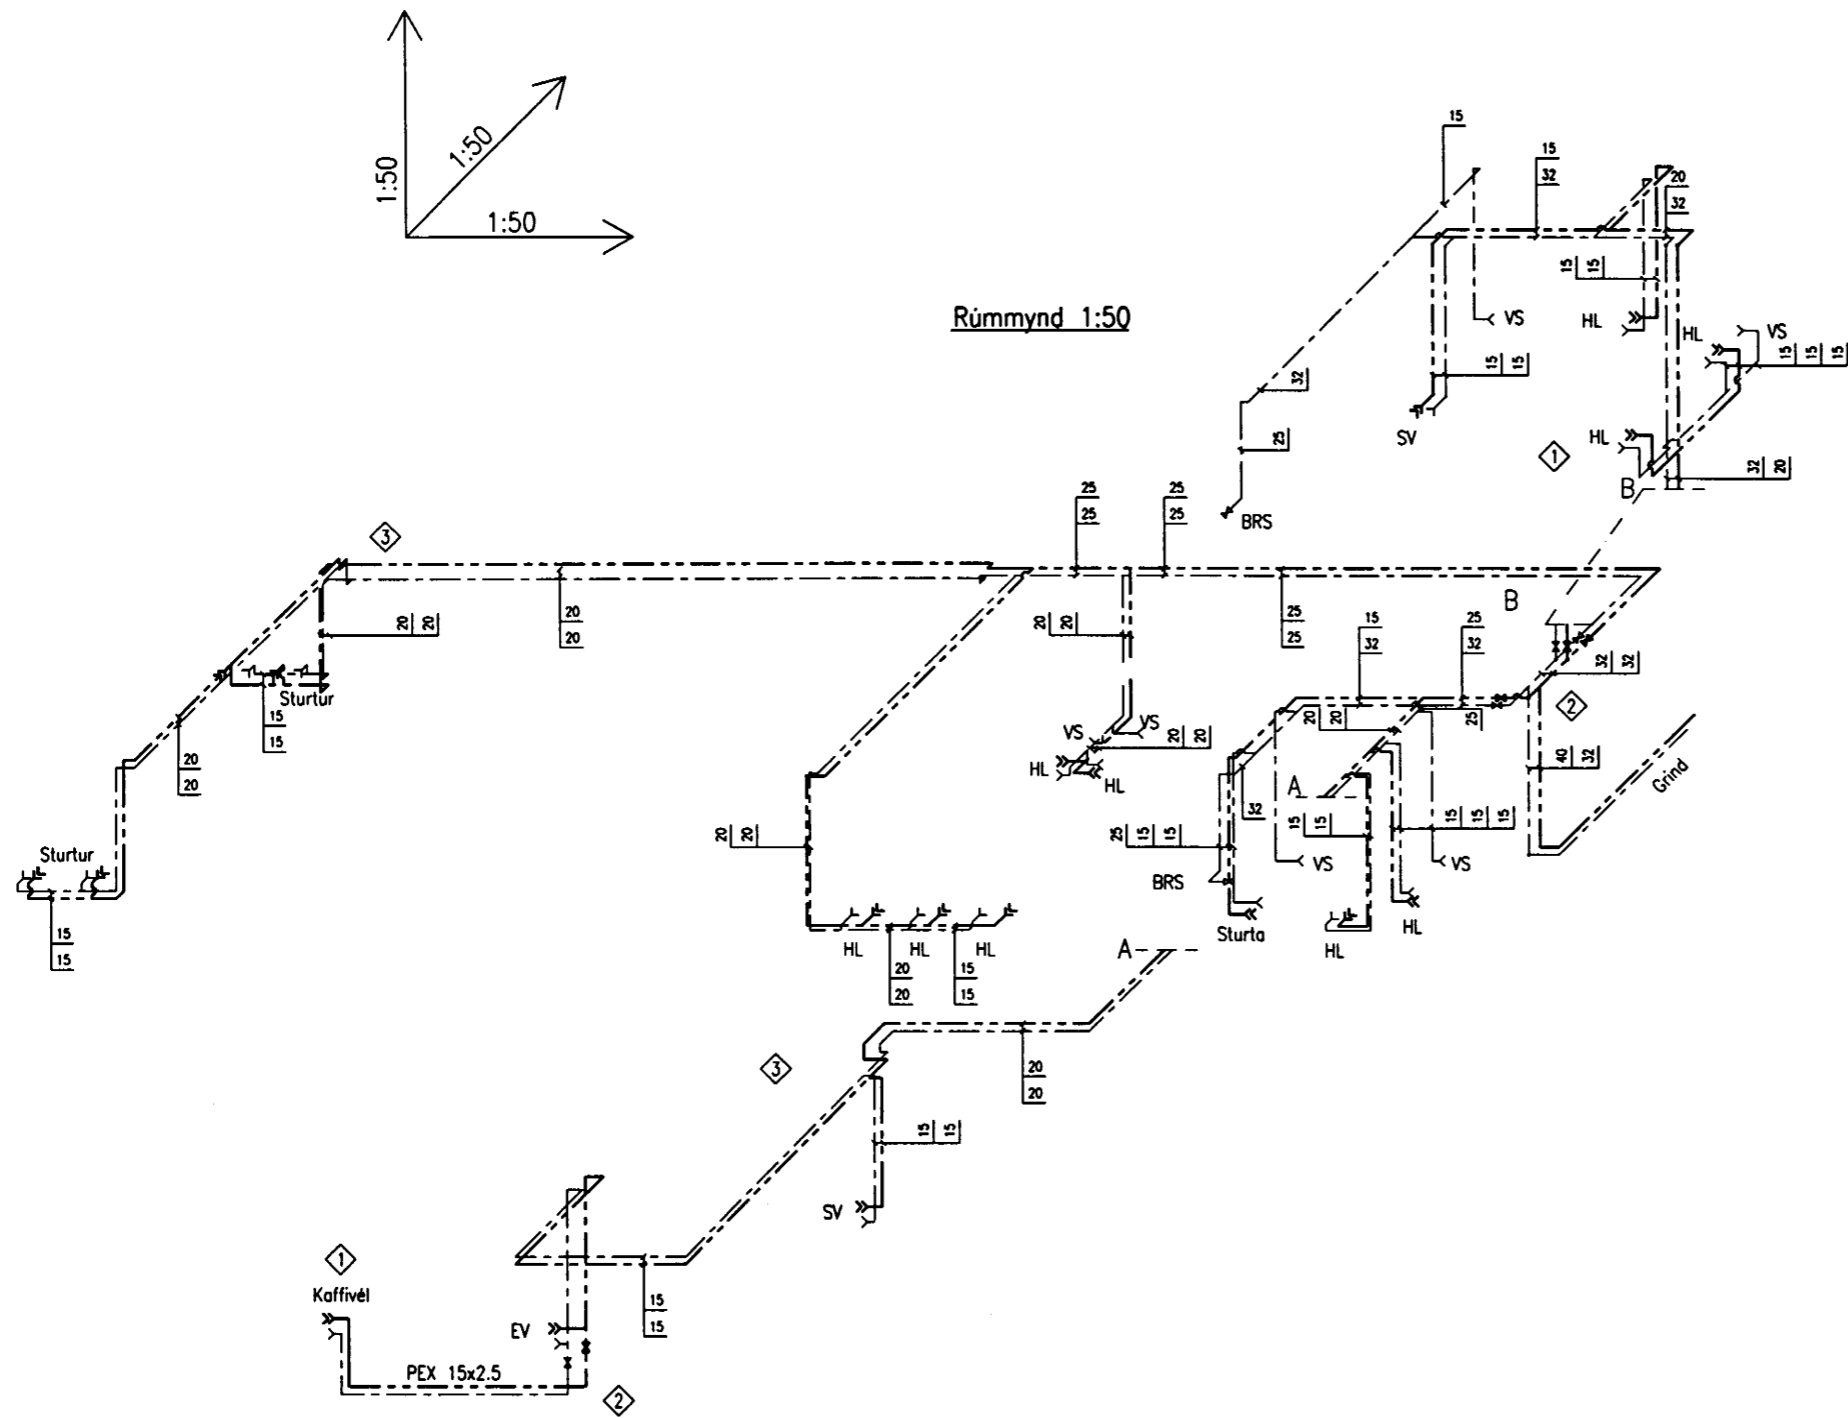 1:50
1:50
1:50
Rúmmynd 1:50
15
15
32
20
32
15 15
VS
HL
HL
VS
15 15 15
32
15 15
SV
25
HL
1
32 20
B
BRS
25
25
25
25
3
20 20
20
20
20 20
25
25
B
15
32
25
32
32 32
Sturtur
15
15
20
20
VS
VS
20 20
HL
HL
20 20
25
2
40 32
Grind
A
32
Sturtur
20 20
25 15 15
15 15
15 15 15
VS
VS
BRS
15
15
HL
HL
HL
Sturta
HL
HL
20
20
15
15
A
3
20
20
15 15
SV
1
Kaffivél
15
15
EV
PEX 15x2.5
2